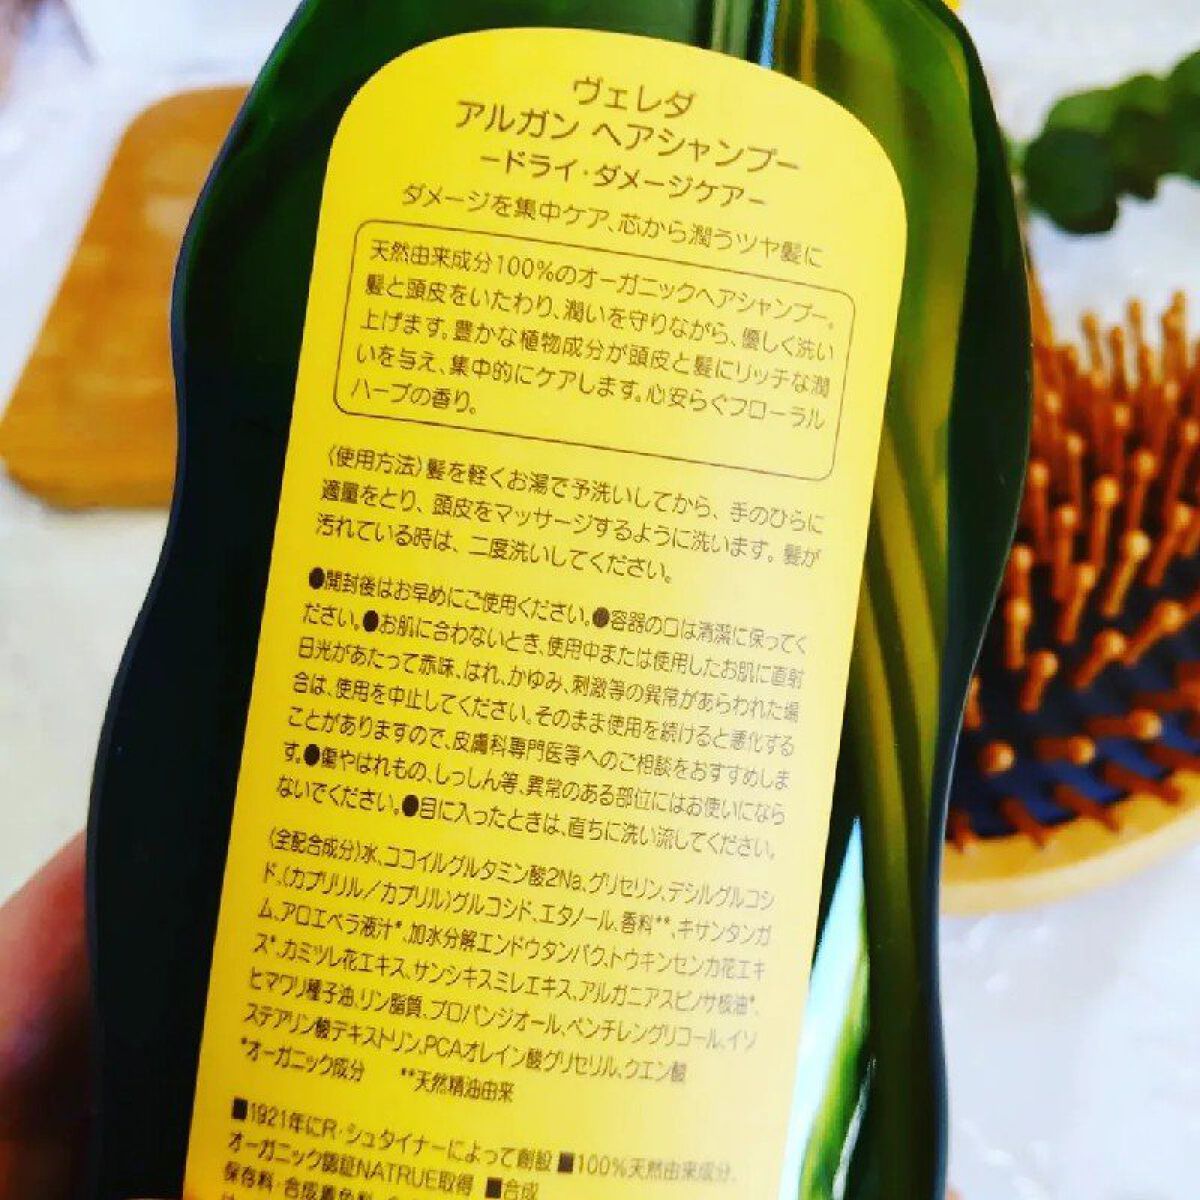 ヴェレダ
アルガン ヘアシャンプー
–ドライ・ダメージケア–
ダメージを集中ケア、芯から潤うツヤ髪に
天然由来成分100%のオーガニックヘアシャンプー。
髪と頭皮をいたわり、潤いを守りながら、優しく洗い
上げます。豊かな植物成分が頭皮と髪にリッチな潤
いを与え、集中的にケアします。心安らぐフローラル
ハーブの香り。
〈使用方法〉髪を軽くお湯で予洗いしてから、手のひらに
適量をとり、頭皮をマッサージするように洗います。髪が
汚れている時は、二度洗いしてください。
●開封後はお早めにご使用ください。●容器の口は清潔に保ってく
ださい。●お肌に合わないとき、使用中または使用したお肌に直射
日光があたって赤味、はれ、かゆみ、刺激等の異常があらわれた場
合は、使用を中止してください。そのまま使用を続けると悪化する
ことがありますので、皮膚科専門医等へのご相談をおすすめしま
す。●傷やはれもの、しっしん等、異常のある部位にはお使いになら
ないでください。●目に入ったときは、直ちに洗い流してください。
〈全配合成分〉水、ココイルグルタミン酸2Na、グリセリン、デシルグルコシ
ド、(カプリリル／カプリル)グルコシド、エタノール、香料**、キサンタンガ
ム、アロエベラ液汁*、加水分解エンドウタンパク、トウキンセンカ花エキ
ス*、カミツレ花エキス、サンシキスミレエキス、アルガニアスピノサ核油*、
ヒマワリ種子油、リン脂質、プロパンジオール、ペンチレングリコール、イソ
ステアリン酸デキストリン、PCAオレイン酸グリセリル、クエン酸
*オーガニック成分 **天然精油由来
■1921年にR・シュタイナーによって創設 ■100%天然由来成分、
オーガニック認証NATRUE取得 ■合成
保存料・合成着色料・